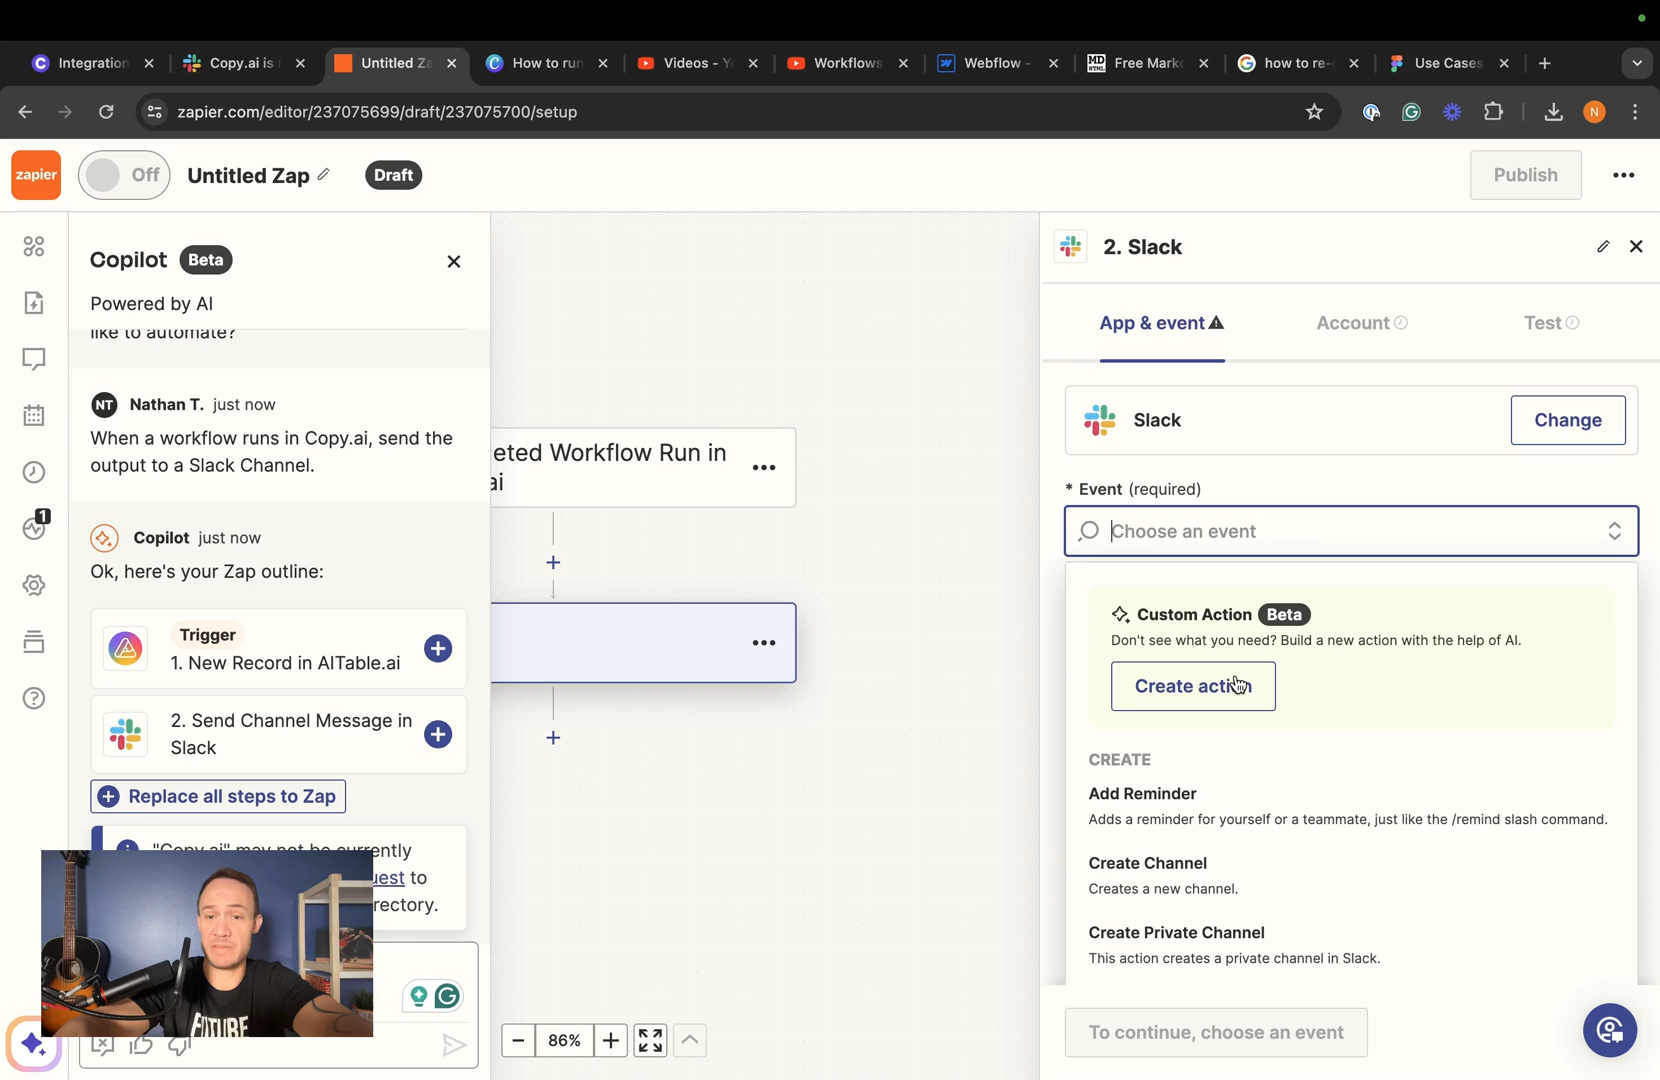 Integration
Copy.ai is
Untitled Za
How to run
Videos - Y
Workflows
Webflow -
Free Mark
how to re-
Use Cases
zapier.com/editor/237075699/draft/237075700/setup
N
zapier
Off
Untitled Zap
Draft
Publish
Copilot Beta
Powered by AI
like to automate?
NT Nathan T. just now
When a workflow runs in Copy.ai, send the
output to a Slack Channel.
Copilot just now
Ok, here's your Zap outline:
Trigger
1. New Record in AITable.ai
2. Send Channel Message in
Slack
Replace all steps to Zap
"Copy.ai" may not be currently
uest to
rectory.
1
eted Workflow Run in
ai
86%
2. Slack
App & event
Account
Test
Slack
Change
* Event (required)
Choose an event
Custom Action Beta
Don't see what you need? Build a new action with the help of AI.
Create action
CREATE
Add Reminder
Adds a reminder for yourself or a teammate, just like the /remind slash command.
Create Channel
Creates a new channel.
Create Private Channel
This action creates a private channel in Slack.
To continue, choose an event